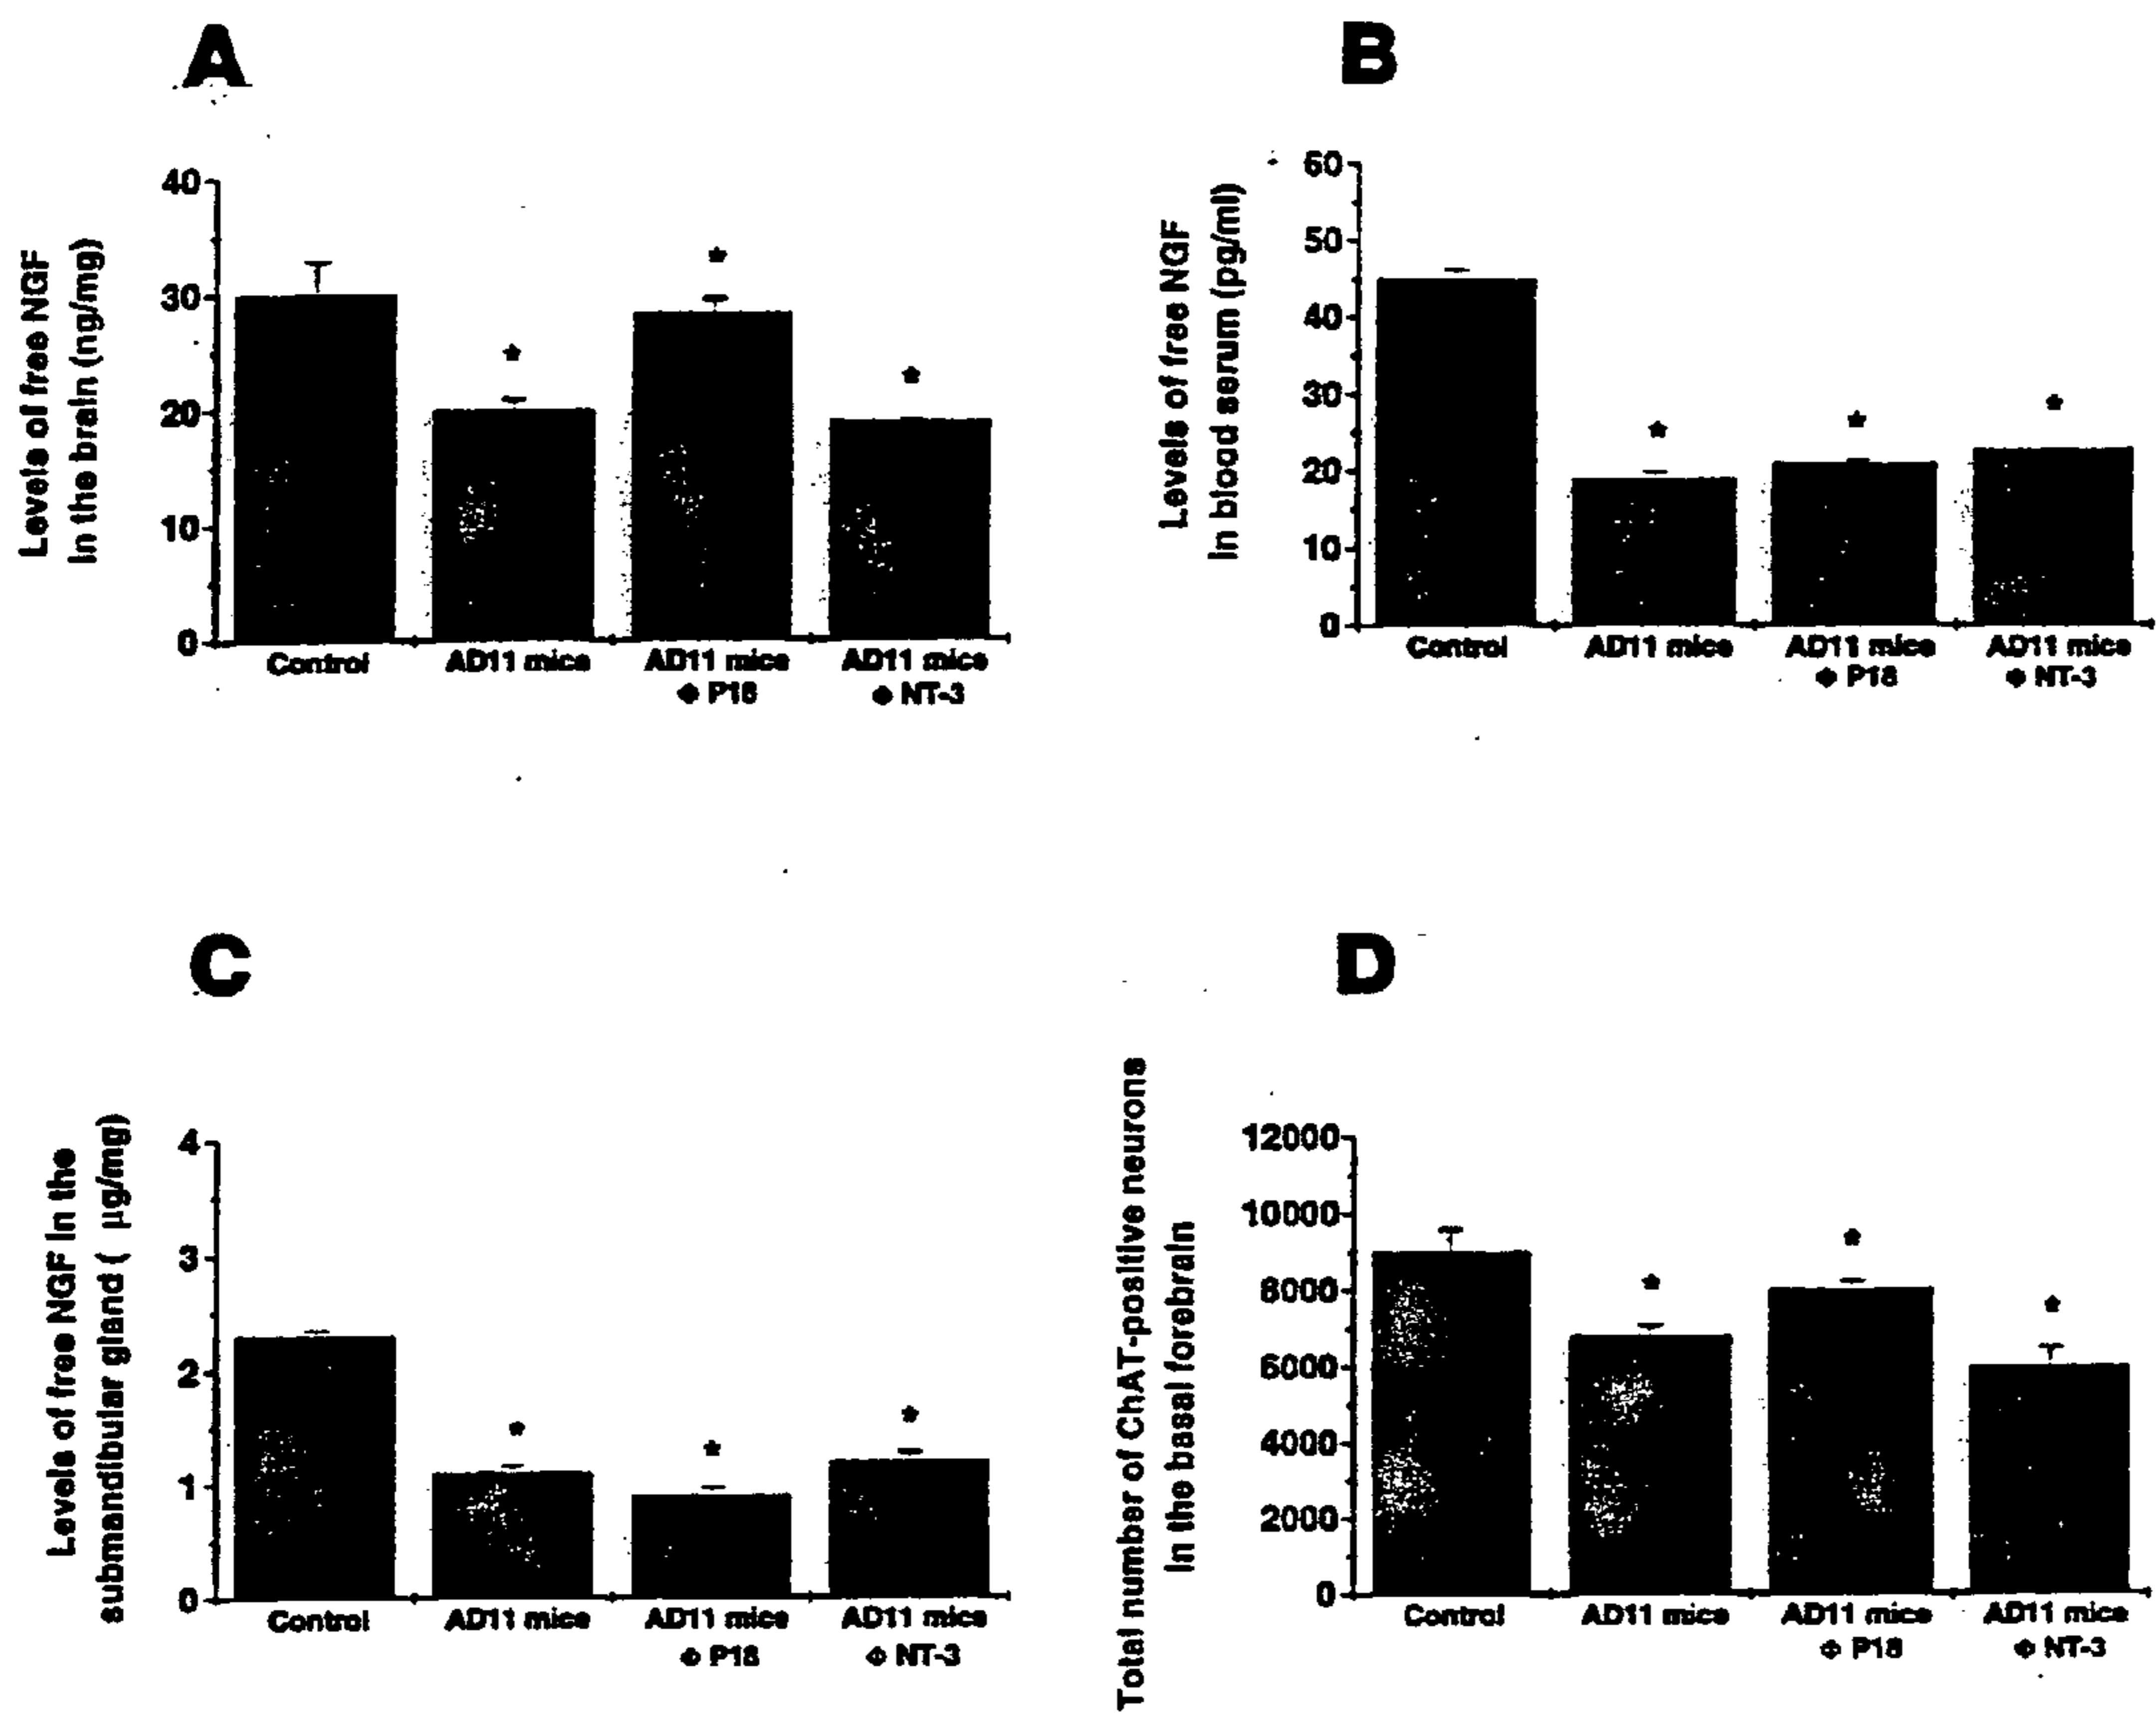 A
Levels of free NGF
in the brain (ng/mg)
40
30
20
10
0
Control
AD11 mice
AD11 mice
+ P18
AD11 mice
+ NT-3
B
Levels of free NGF
in blood serum (pg/ml)
60
50
40
30
20
10
0
Control
AD11 mice
AD11 mice
+ P18
AD11 mice
+ NT-3
C
Levels of free NGF in the
submandibular gland ( µg/mg)
4
3
2
1
0
Control
AD11 mice
AD11 mice
+ P18
AD11 mice
+ NT-3
D
Total number of ChAT-positive neurons
in the basal forebrain
12000
10000
8000
6000
4000
2000
0
Control
AD11 mice
AD11 mice
+ P18
AD11 mice
+ NT-3